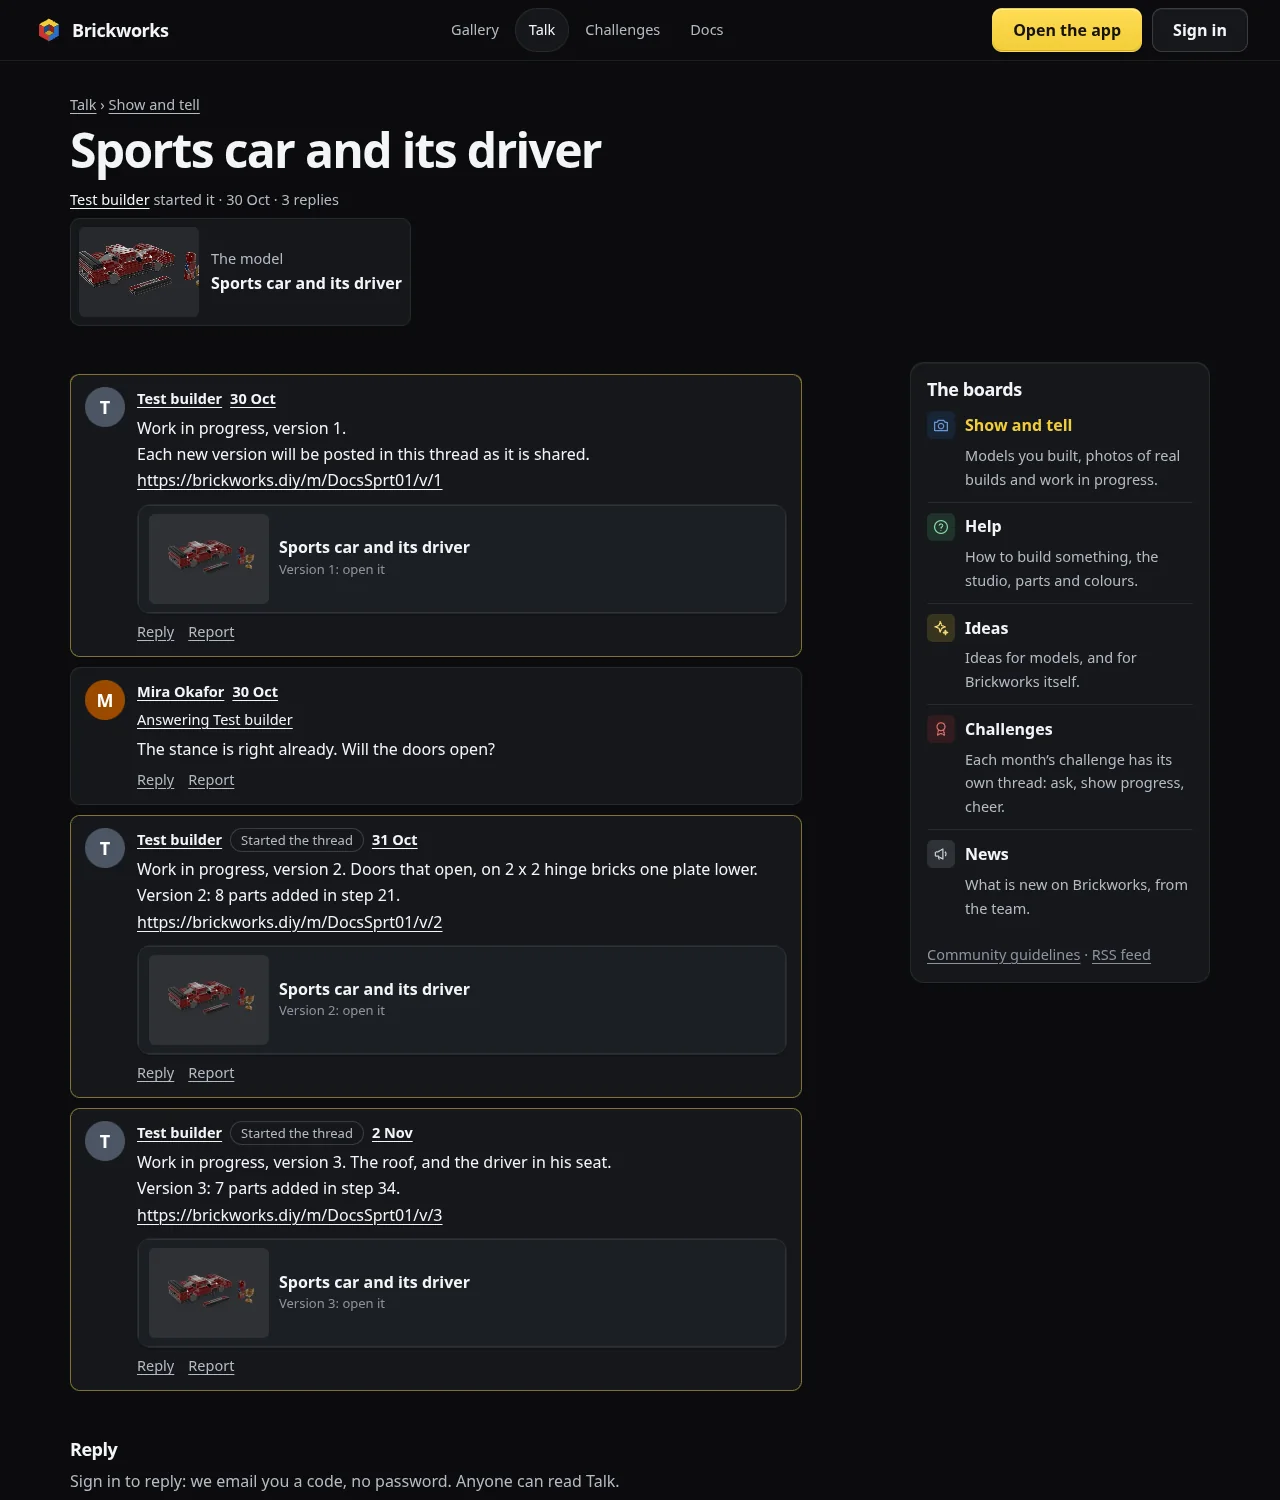 Brickworks
Gallery
Talk
Challenges
Docs
Open the app
Sign in
Talk › Show and tell
Sports car and its driver
Test builder started it · 30 Oct · 3 replies
The model
Sports car and its driver
T
Test builder 30 Oct
Work in progress, version 1.
Each new version will be posted in this thread as it is shared.
https://brickworks.diy/m/DocsSprt01/v/1
Sports car and its driver
Version 1: open it
Reply Report
M
Mira Okafor 30 Oct
Answering Test builder
The stance is right already. Will the doors open?
Reply Report
T
Test builder Started the thread 31 Oct
Work in progress, version 2. Doors that open, on 2 x 2 hinge bricks one plate lower.
Version 2: 8 parts added in step 21.
https://brickworks.diy/m/DocsSprt01/v/2
Sports car and its driver
Version 2: open it
Reply Report
T
Test builder Started the thread 2 Nov
Work in progress, version 3. The roof, and the driver in his seat.
Version 3: 7 parts added in step 34.
https://brickworks.diy/m/DocsSprt01/v/3
Sports car and its driver
Version 3: open it
Reply Report
Reply
Sign in to reply: we email you a code, no password. Anyone can read Talk.
The boards
Show and tell
Models you built, photos of real
builds and work in progress.
Help
How to build something, the
studio, parts and colours.
Ideas
Ideas for models, and for
Brickworks itself.
Challenges
Each month’s challenge has its
own thread: ask, show progress,
cheer.
News
What is new on Brickworks, from
the team.
Community guidelines · RSS feed